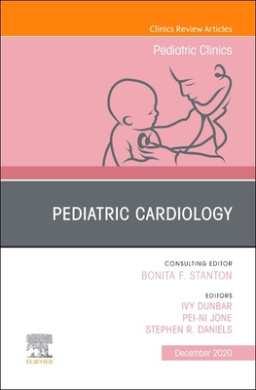 Clinics Review Articles
Pediatric Clinics
PEDIATRIC CARDIOLOGY
CONSULTING EDITOR
BONITA F. STANTON
EDITORS
IVY DUNBAR
PEI-NI JONE
STEPHEN R. DANIELS
ELSEVIER
December 2020